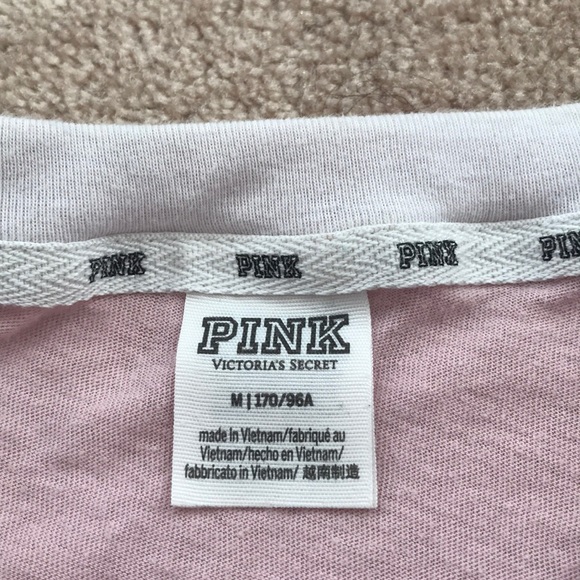 PINK PINK PINK PIN
PINK
VICTORIA'S SECRET
M | 170/96A
made in Vietnam/fabriqué au
Vietnam/hecho en Vietnam/
fabbricato in Vietnam/ 越南制造